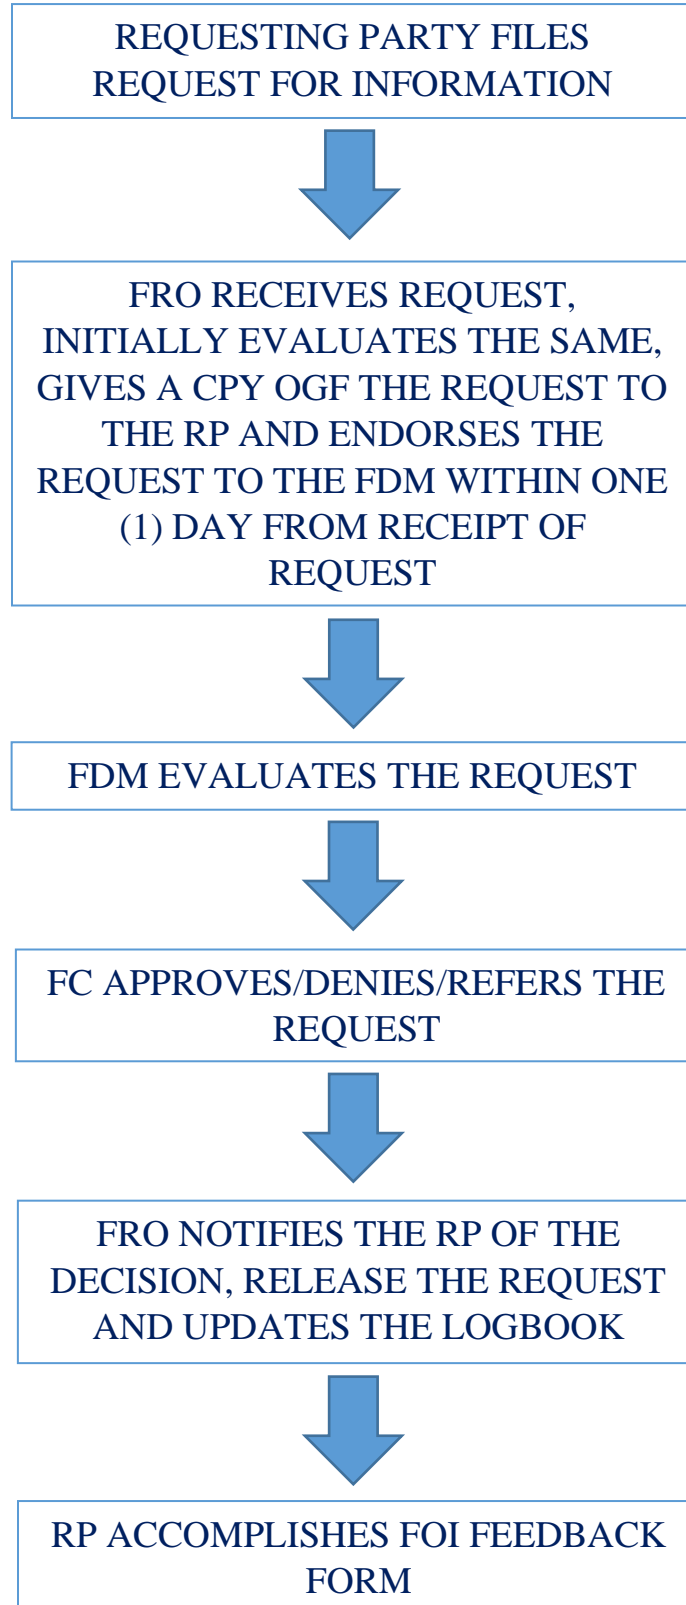 REQUESTING PARTY FILES
REQUEST FOR INFORMATION
FRO RECEIVES REQUEST,
INITIALLY EVALUATES THE SAME,
GIVES A CPY OGF THE REQUEST TO
THE RP AND ENDORSES THE
REQUEST TO THE FDM WITHIN ONE
(1) DAY FROM RECEIPT OF
REQUEST
FDM EVALUATES THE REQUEST
FC APPROVES/DENIES/REFERS THE
REQUEST
FRO NOTIFIES THE RP OF THE
DECISION, RELEASE THE REQUEST
AND UPDATES THE LOGBOOK
RP ACCOMPLISHES FOI FEEDBACK
FORM